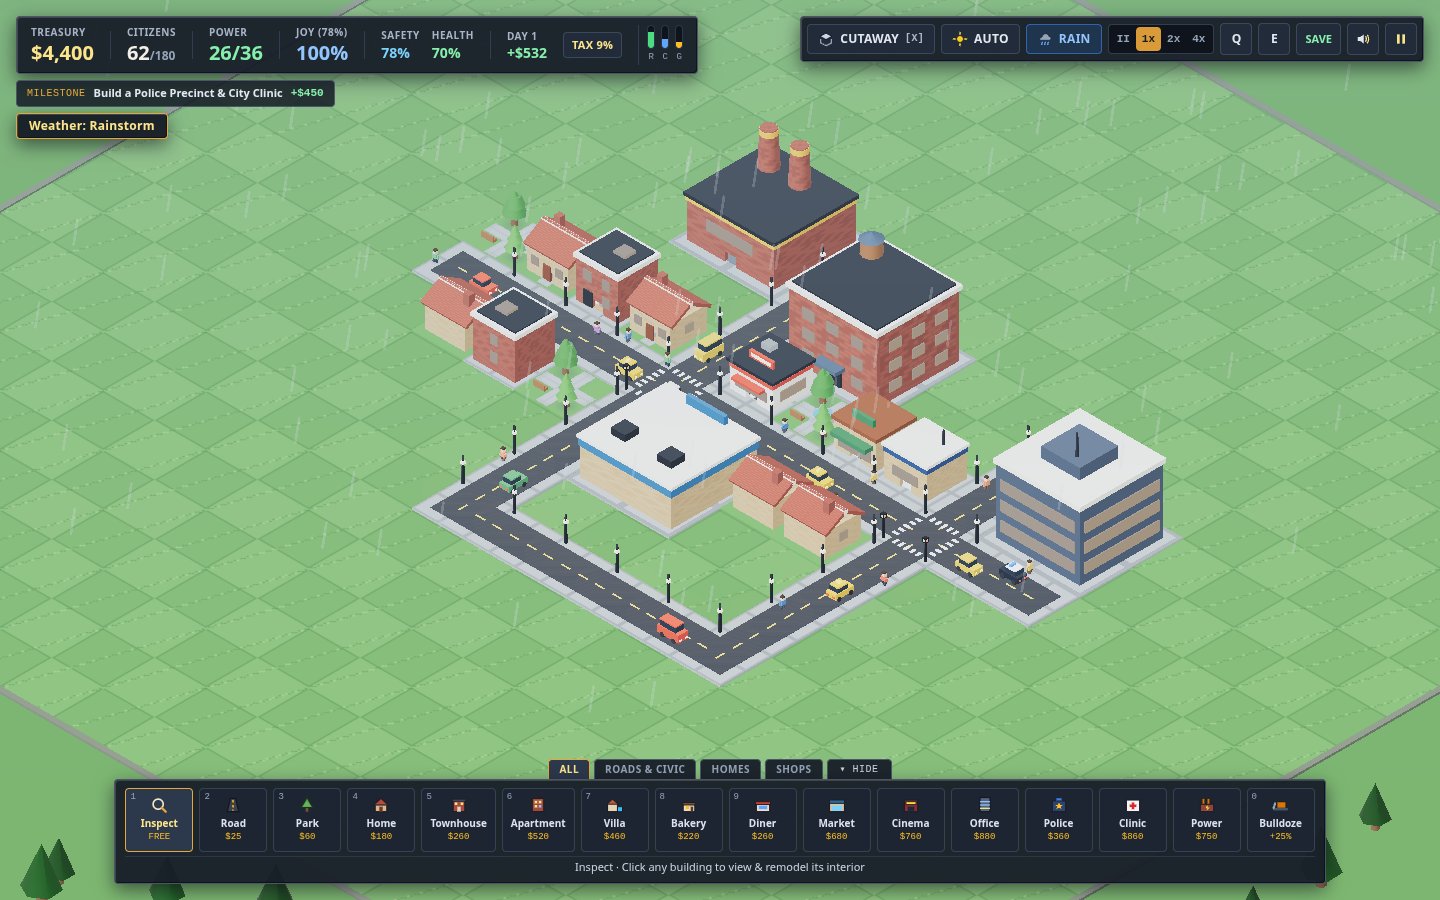 TREASURY
$4,400
CITIZENS
62/180
POWER
26/36
JOY (78%)
100%
SAFETY
78%
HEALTH
70%
DAY 1
+$532
TAX 9%
R C G
CUTAWAY [X]
AUTO
RAIN
II 1x 2x 4x
Q
E
SAVE
MILESTONE Build a Police Precinct & City Clinic +$450
Weather: Rainstorm
ALL
ROADS & CIVIC
HOMES
SHOPS
▾ HIDE
1 Inspect FREE
2 Road $25
3 Park $60
4 Home $180
5 Townhouse $260
6 Apartment $520
7 Villa $460
8 Bakery $220
9 Diner $260
Market $680
Cinema $760
Office $880
Police $360
Clinic $860
Power $750
0 Bulldoze +25%
Inspect · Click any building to view & remodel its interior